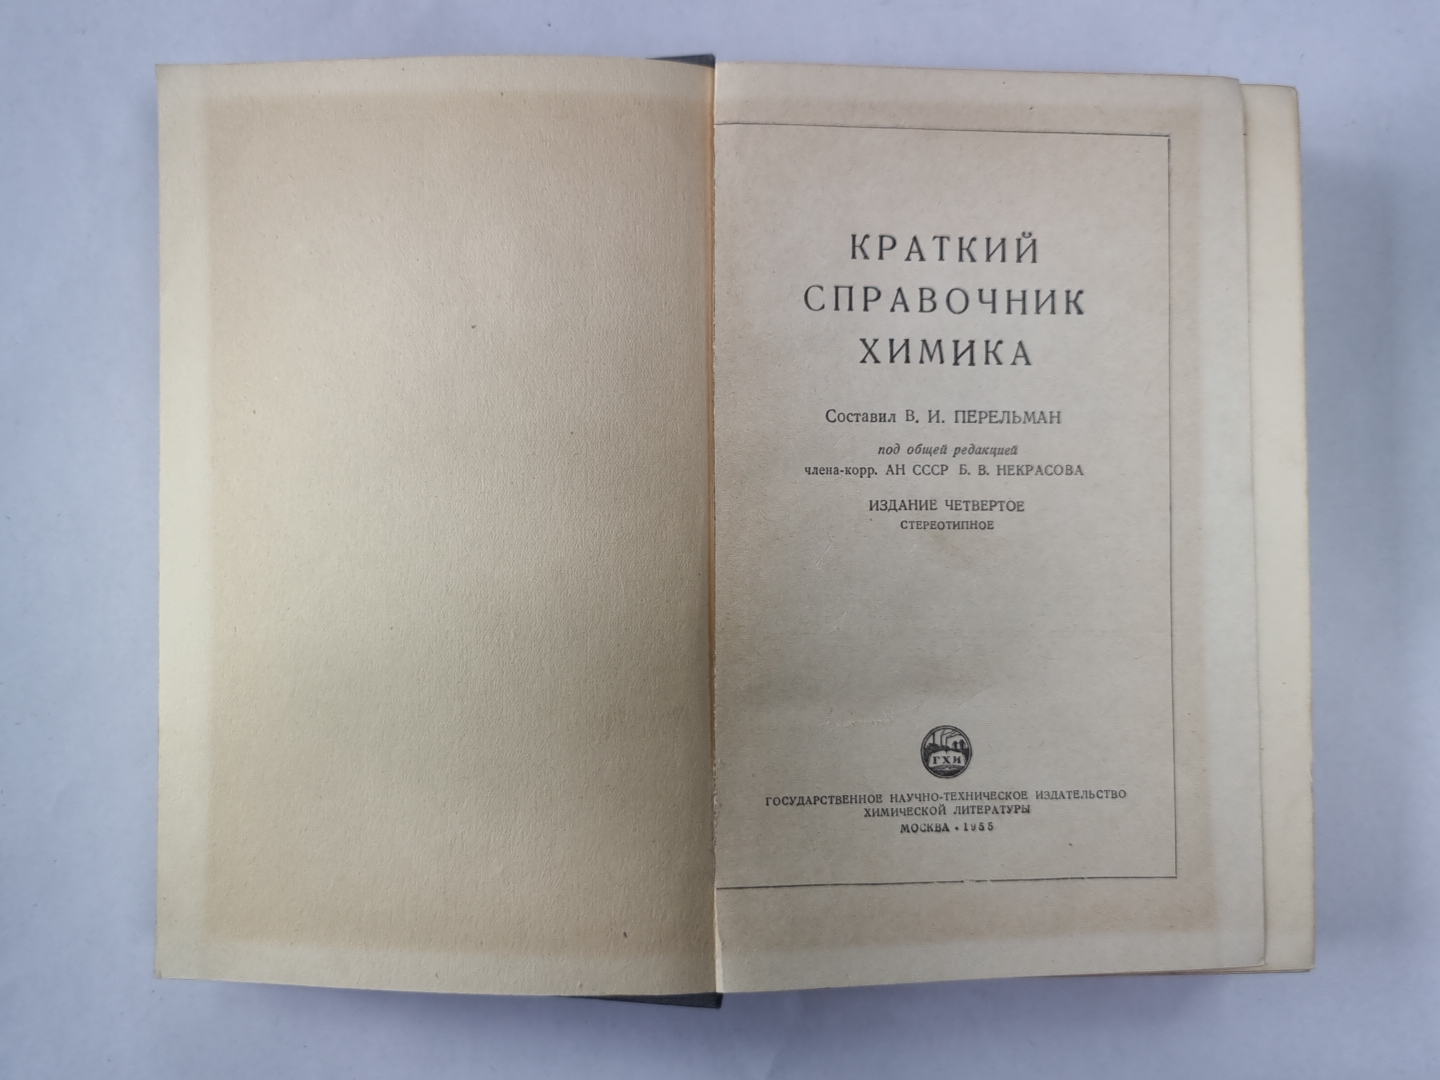 КРАТКИЙ
СПРАВОЧНИК
ХИМИКА
Составил В. И. ПЕРЕЛЬМАН
под общей редакцией
члена-корр. АН СССР Б. В. НЕКРАСОВА
ИЗДАНИЕ ЧЕТВЕРТОЕ
СТЕРЕОТИПНОЕ
ГХИ
ГОСУДАРСТВЕННОЕ НАУЧНО-ТЕХНИЧЕСКОЕ ИЗДАТЕЛЬСТВО
ХИМИЧЕСКОЙ ЛИТЕРАТУРЫ
МОСКВА • 1955